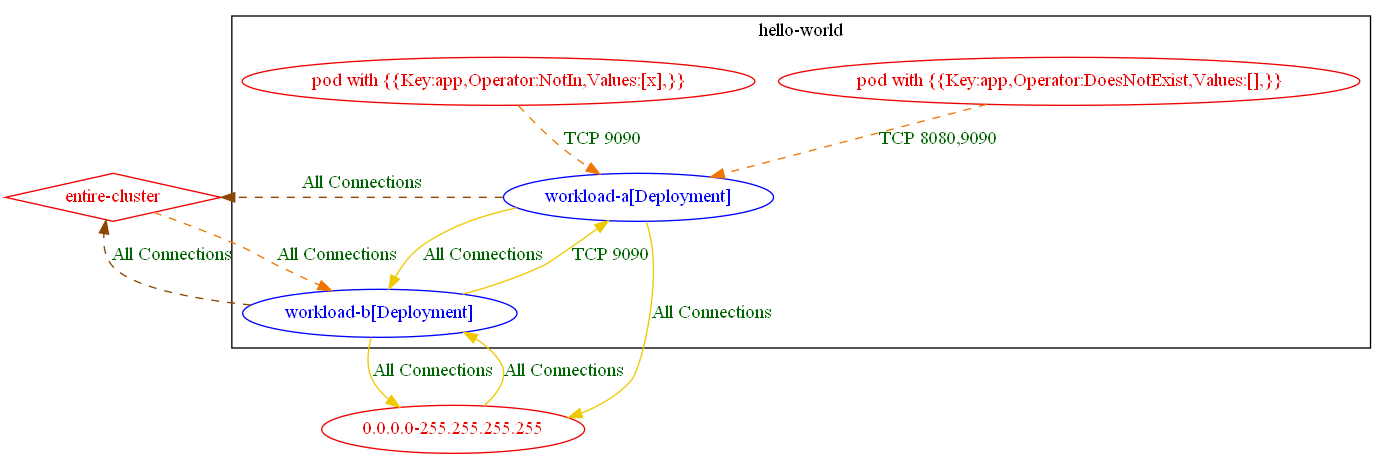 hello-world
pod with {{Key:app,Operator:NotIn,Values:[x],}}
pod with {{Key:app,Operator:DoesNotExist,Values:[],}}
TCP 9090
TCP 8080,9090
entire-cluster
All Connections
workload-a[Deployment]
All Connections
All Connections
All Connections
TCP 9090
workload-b[Deployment]
All Connections
All Connections
All Connections
0.0.0.0-255.255.255.255